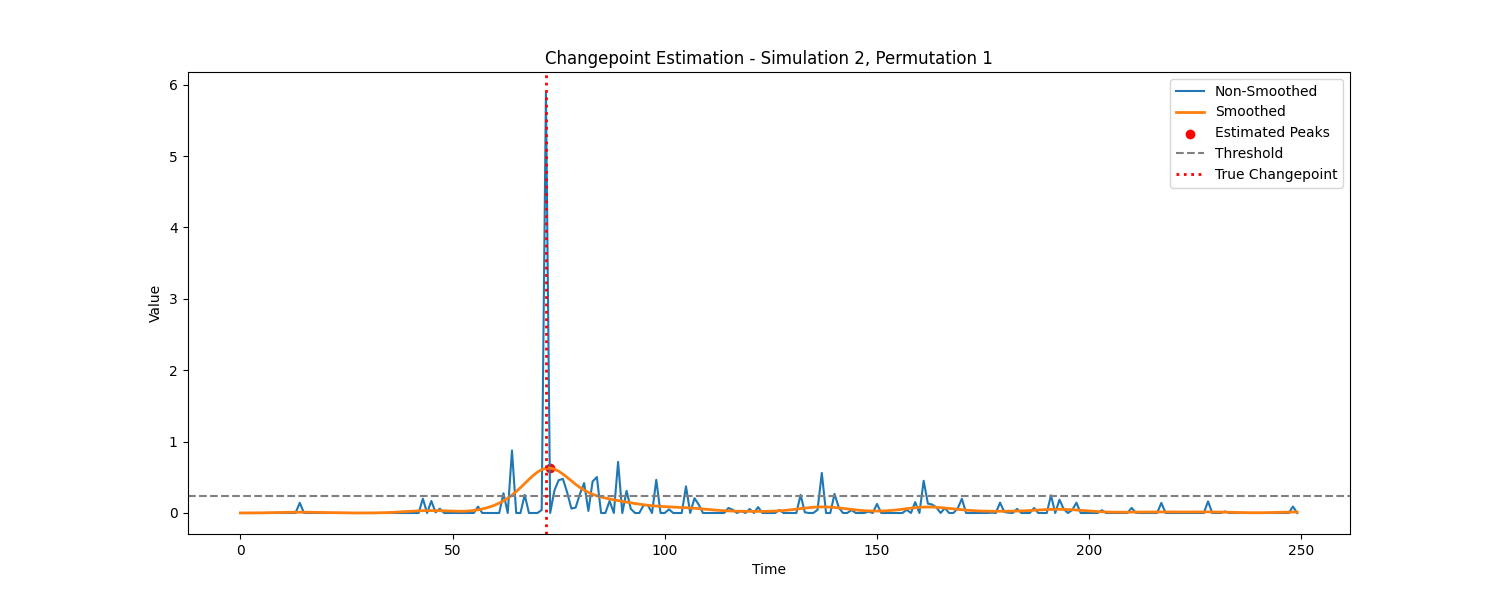 Changepoint Estimation - Simulation 2, Permutation 1
Non-Smoothed
Smoothed
Estimated Peaks
Threshold
True Changepoint
Value
6
5
4
3
2
1
0
0 50 100 150 200 250
Time